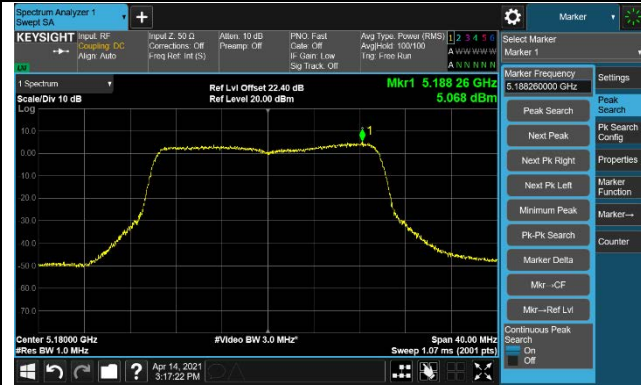 Spectrum Analyzer 1
Swept SA
Marker
KEYSIGHT
Input: RF
Coupling: DC
Align: Auto
Input Z: 50 Ω
Corrections: Off
Freq Ref: Int (S)
Atten: 10 dB
Preamp: Off
PNO: Fast
Gate: Off
IF Gain: Low
Sig Track: Off
Avg Type: Power (RMS)
Avg|Hold: 100/100
Trig: Free Run
1 2 3 4 5 6
A W W W W W
A N N N N N
Select Marker
Marker 1
1 Spectrum
Scale/Div 10 dB
Log
Ref Lvl Offset 22.40 dB
Ref Level 20.00 dBm
Mkr1 5.188 26 GHz
5.068 dBm
10.0
0.00
-10.0
-20.0
-30.0
-40.0
-50.0
-60.0
-70.0
1
Center 5.18000 GHz
#Res BW 1.0 MHz
#Video BW 3.0 MHz*
Span 40.00 MHz
Sweep 1.07 ms (2001 pts)
Apr 14, 2021
3:17:22 PM
Marker Frequency
5.188260000 GHz
Peak Search
Next Peak
Next Pk Right
Next Pk Left
Minimum Peak
Pk-Pk Search
Marker Delta
Mkr→CF
Mkr→Ref Lvl
Continuous Peak
Search
On
Off
Settings
Peak
Search
Pk Search
Config
Properties
Marker
Function
Marker→
Counter